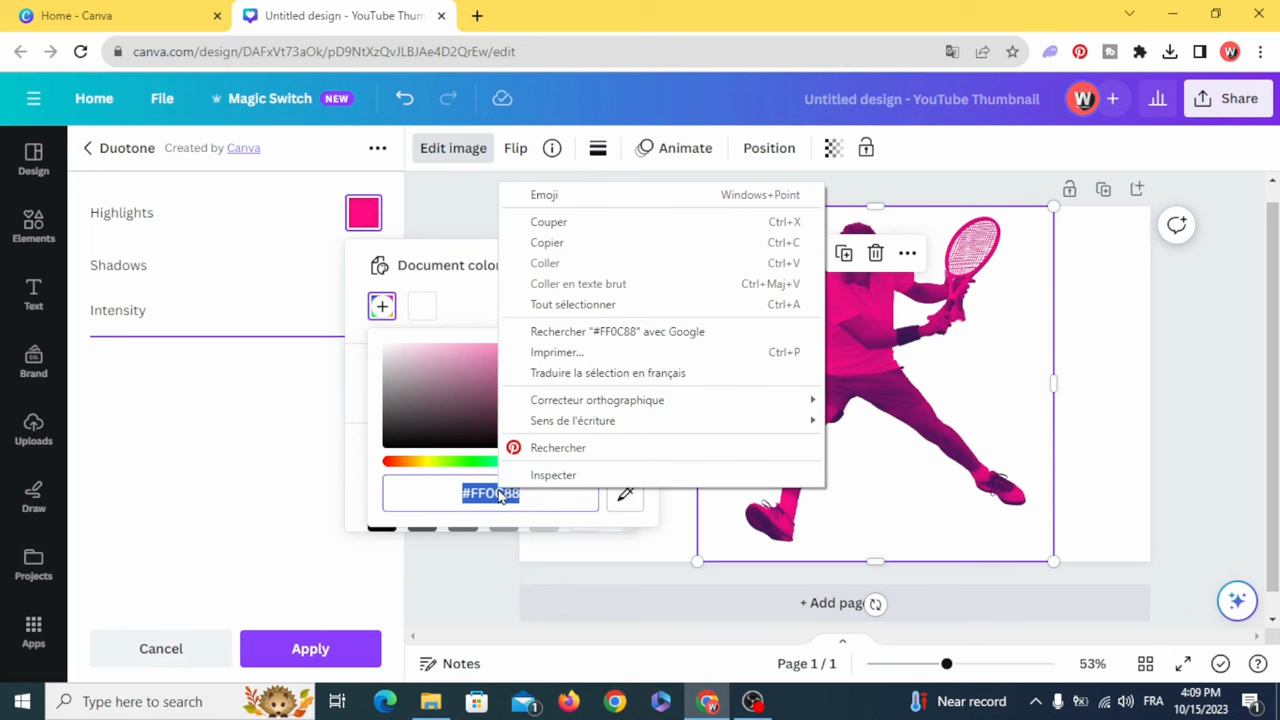 Home - Canva
Untitled design - YouTube Thum
canva.com/design/DAFxVt73aOk/pD9NtXzQvJLBJAe4D2QrEw/edit
W
Home
File
Magic Switch
NEW
Untitled design - YouTube Thumbnail
W
Share
Design
Elements
Text
Brand
Uploads
Draw
Projects
Apps
Duotone
Created by Canva
Edit image
Flip
Animate
Position
Highlights
Shadows
Intensity
Document color
Emoji Windows+Point
Couper Ctrl+X
Copier Ctrl+C
Coller Ctrl+V
Coller en texte brut Ctrl+Maj+V
Tout sélectionner Ctrl+A
Rechercher "#FF0C88" avec Google
Imprimer... Ctrl+P
Traduire la sélection en français
Correcteur orthographique
Sens de l'écriture
Rechercher
Inspecter
#FF0C88
+ Add page
Cancel
Apply
Notes
Page 1 / 1
53%
Type here to search
1
Near record
FRA
4:09 PM
10/15/2023
1